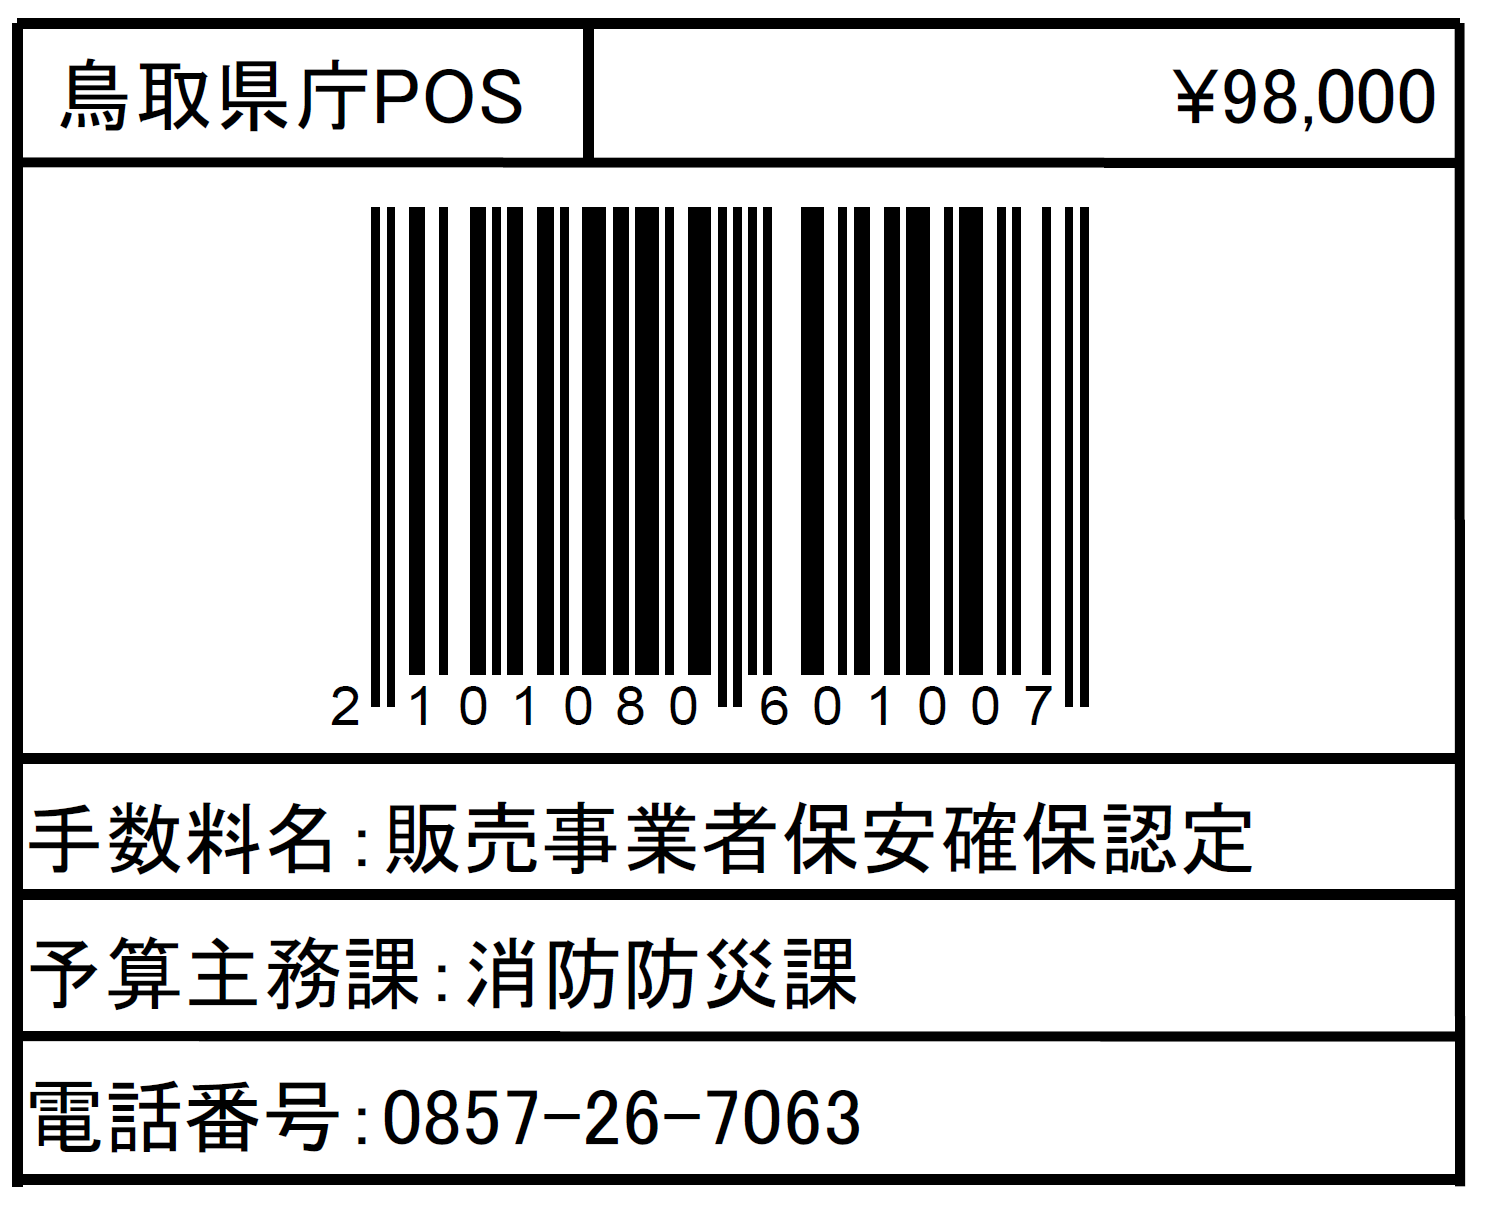 鳥取県庁POS
¥98,000
2 101080 601007
手数料名:販売事業者保安確保認定
予算主務課:消防防災課
電話番号:0857-26-7063